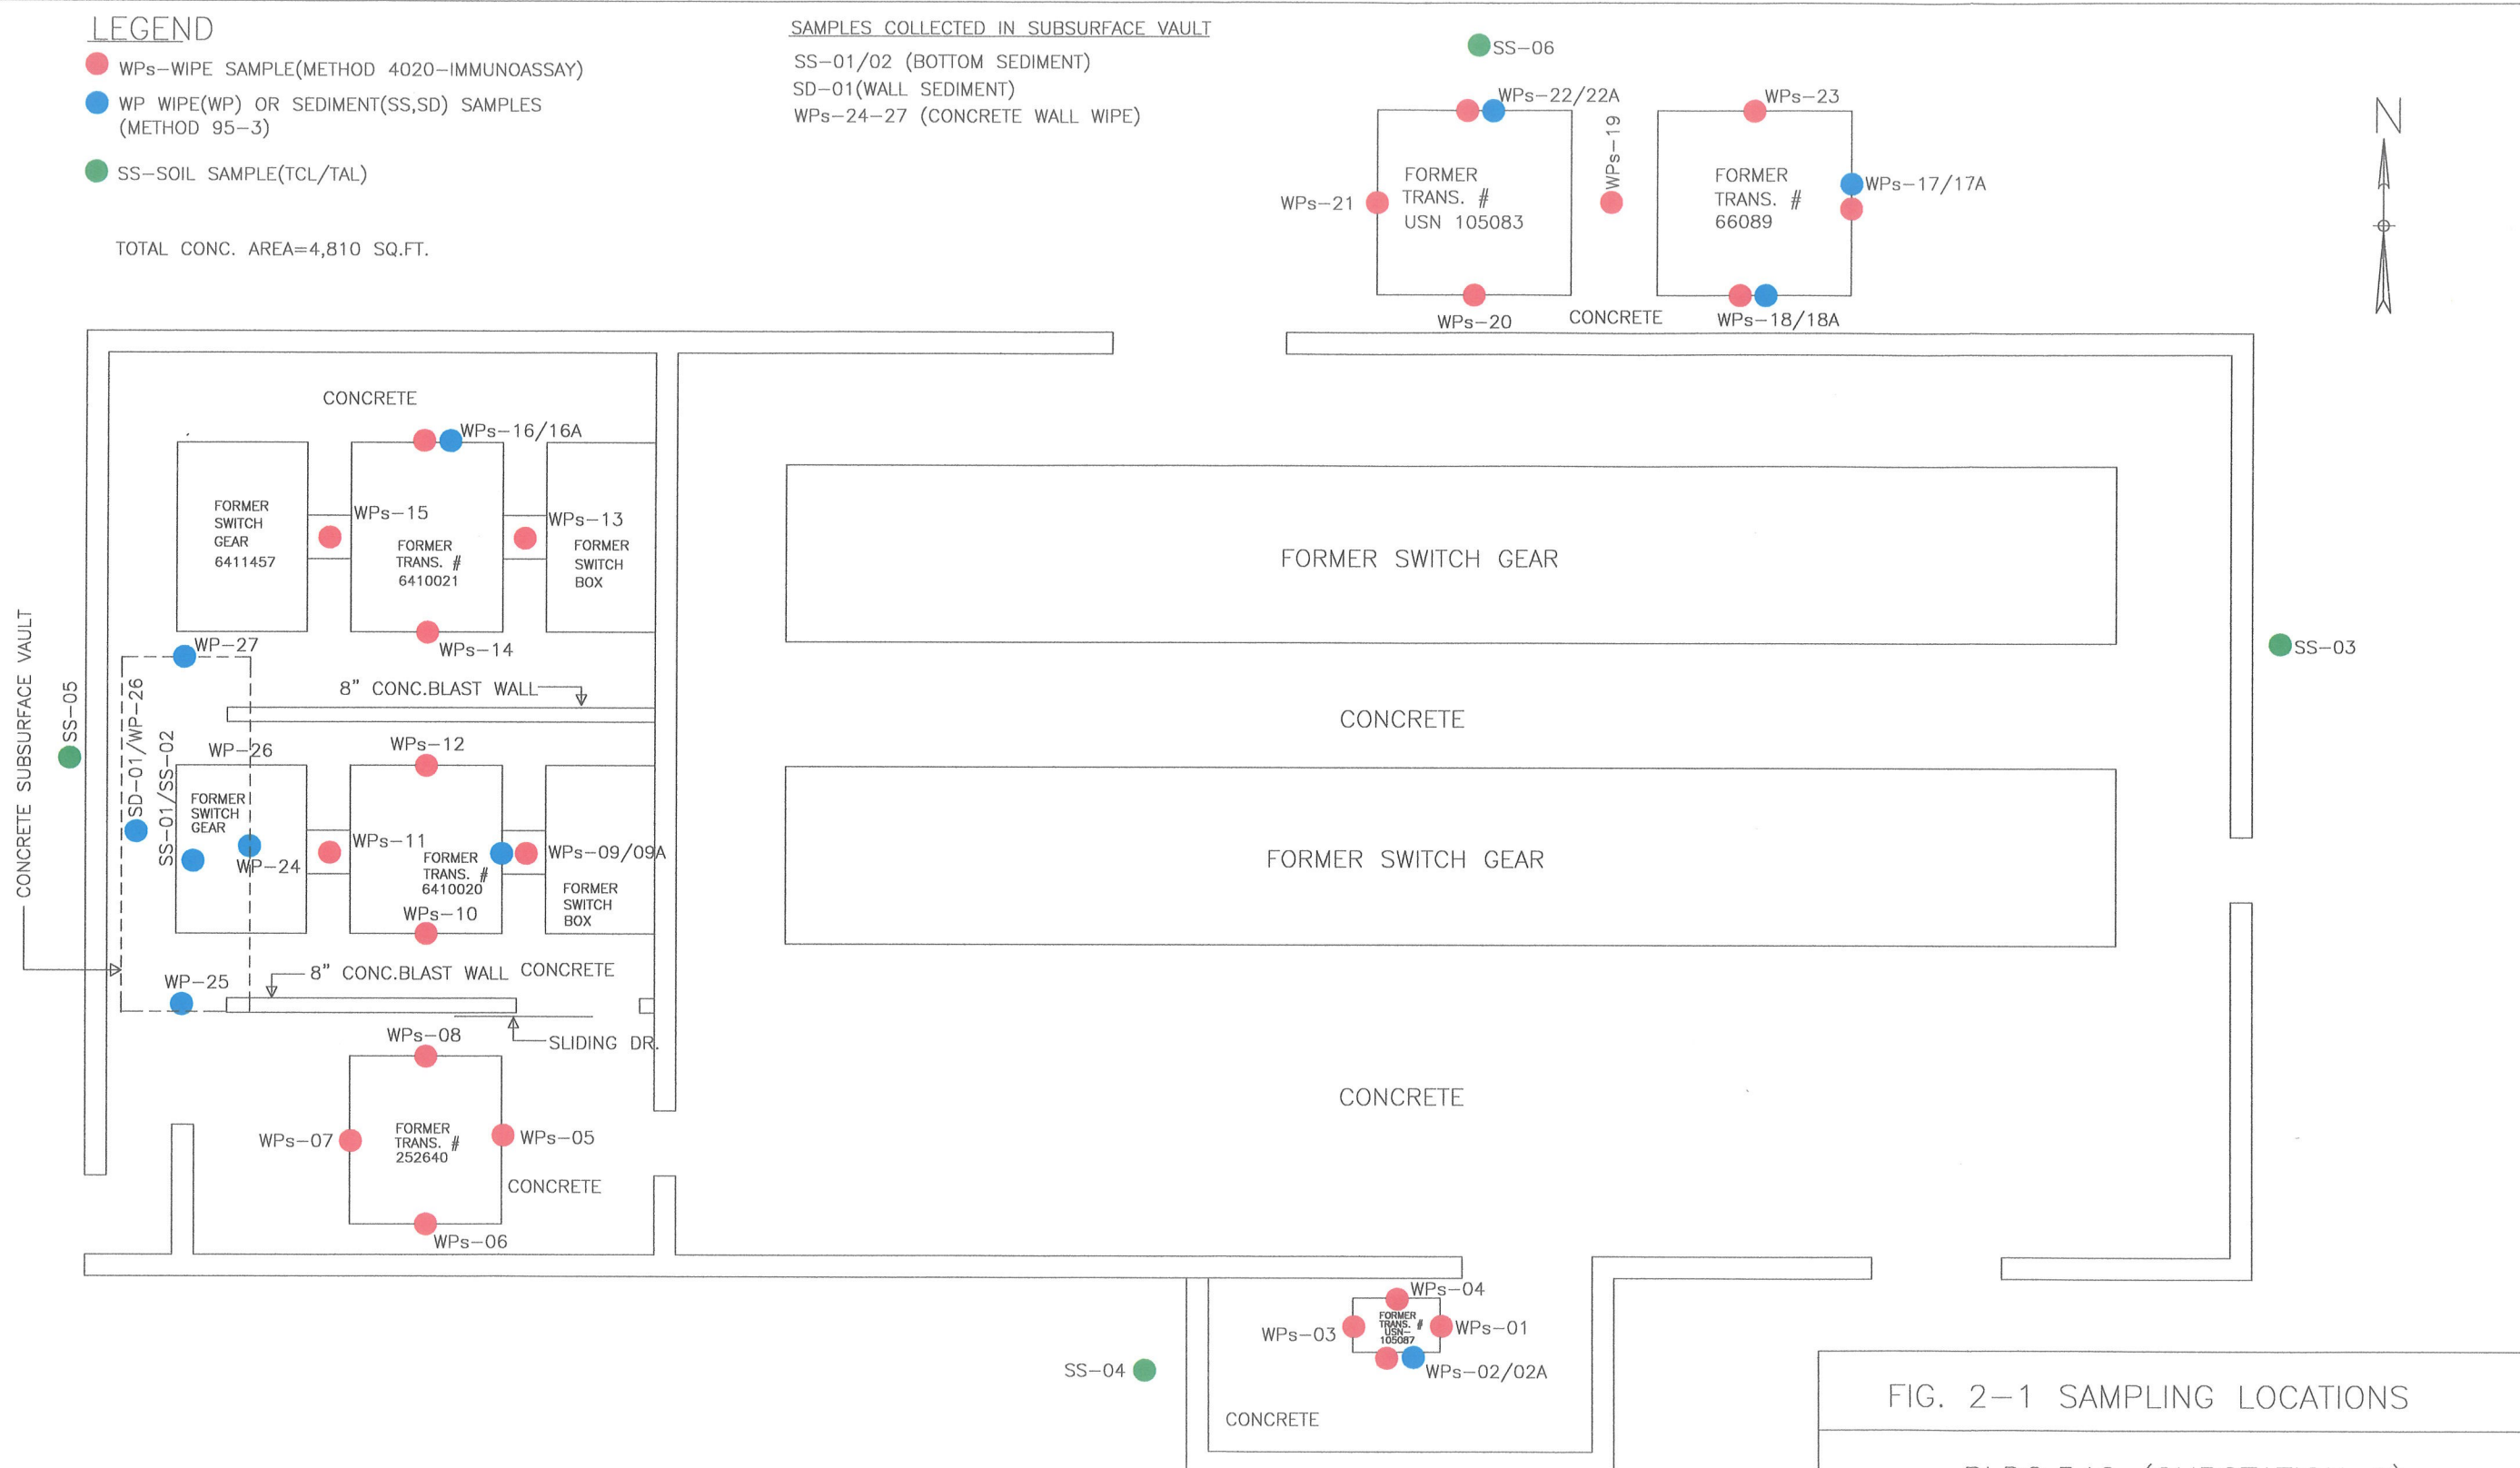 LEGEND
WPs-WIPE SAMPLE(METHOD 4020-IMMUNOASSAY)
WP WIPE(WP) OR SEDIMENT(SS,SD) SAMPLES
(METHOD 95-3)
SS-SOIL SAMPLE(TCL/TAL)
TOTAL CONC. AREA=4,810 SQ.FT.
SAMPLES COLLECTED IN SUBSURFACE VAULT
SS-01/02 (BOTTOM SEDIMENT)
SD-01(WALL SEDIMENT)
WPs-24-27 (CONCRETE WALL WIPE)
SS-06
WPs-22/22A
WPs-23
WPs-19
WPs-21
FORMER
TRANS. #
USN 105083
FORMER
TRANS. #
66089
WPs-17/17A
WPs-20
CONCRETE
WPs-18/18A
N
CONCRETE
WPs-16/16A
FORMER
SWITCH
GEAR
6411457
WPs-15
FORMER
TRANS. #
6410021
WPs-13
FORMER
SWITCH
BOX
WPs-14
WP-27
8" CONC.BLAST WALL
CONCRETE SUBSURFACE VAULT
SS-05
SD-01/WP-26
SS-01/SS-02
WP-26
WPs-12
FORMER
SWITCH
GEAR
WP-24
WPs-11
FORMER
TRANS. #
6410020
WPs-09/09A
FORMER
SWITCH
BOX
WPs-10
WP-25
8" CONC.BLAST WALL
CONCRETE
WPs-08
SLIDING DR.
WPs-07
FORMER
TRANS. #
252640
WPs-05
CONCRETE
WPs-06
FORMER SWITCH GEAR
CONCRETE
FORMER SWITCH GEAR
CONCRETE
SS-03
WPs-04
WPs-03
FORMER
TRANS. #
USN-
105087
WPs-01
WPs-02/02A
SS-04
CONCRETE
FIG. 2-1 SAMPLING LOCATIONS